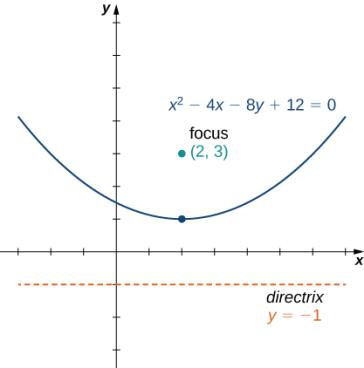 y
x² − 4x − 8y + 12 = 0
focus
(2, 3)
x
directrix
y = −1